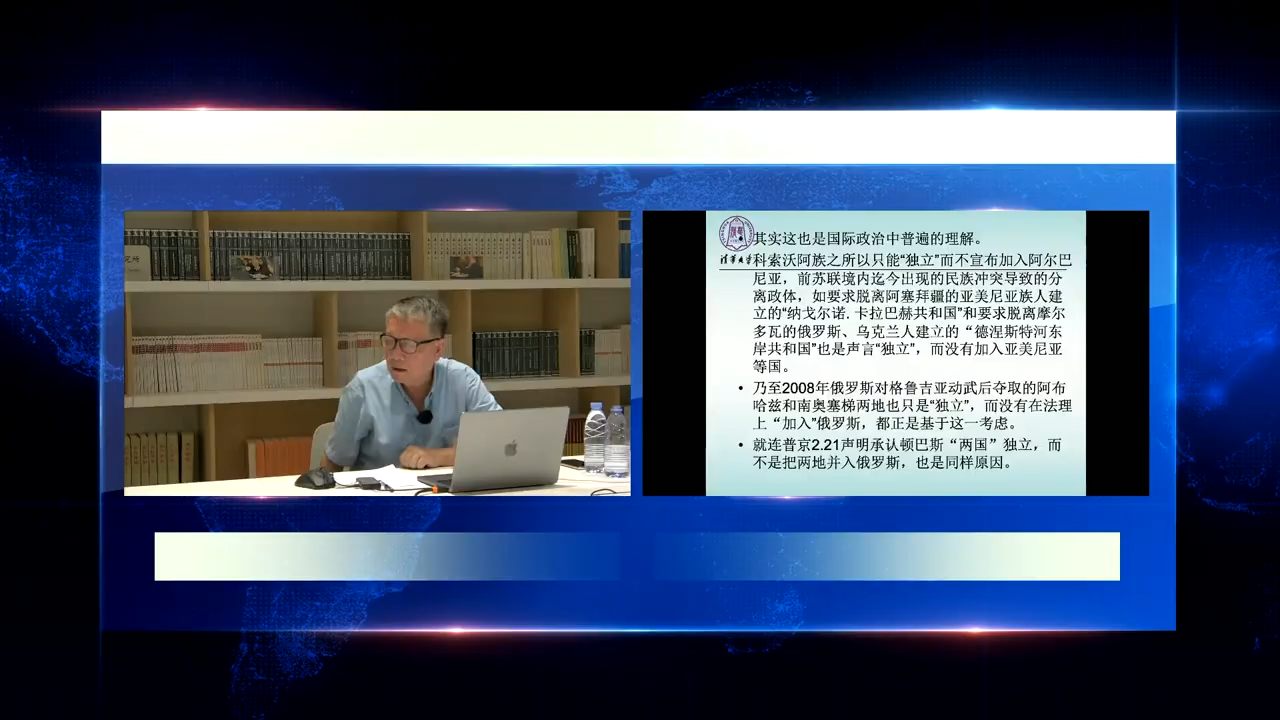 究所
清华大学
其实这也是国际政治中普遍的理解。
科索沃阿族之所以只能“独立”而不宣布加入阿尔巴
尼亚，前苏联境内迄今出现的民族冲突导致的分
离政体，如要求脱离阿塞拜疆的亚美尼亚族人建
立的“纳戈尔诺. 卡拉巴赫共和国”和要求脱离摩尔
多瓦的俄罗斯、乌克兰人建立的“德涅斯特河东
岸共和国”也是声言“独立”，而没有加入亚美尼亚
等国。
• 乃至2008年俄罗斯对格鲁吉亚动武后夺取的阿布
哈兹和南奥塞梯两地也只是“独立”，而没有在法理
上“加入”俄罗斯，都正是基于这一考虑。
• 就连普京2.21声明承认顿巴斯“两国”独立，而
不是把两地并入俄罗斯，也是同样原因。